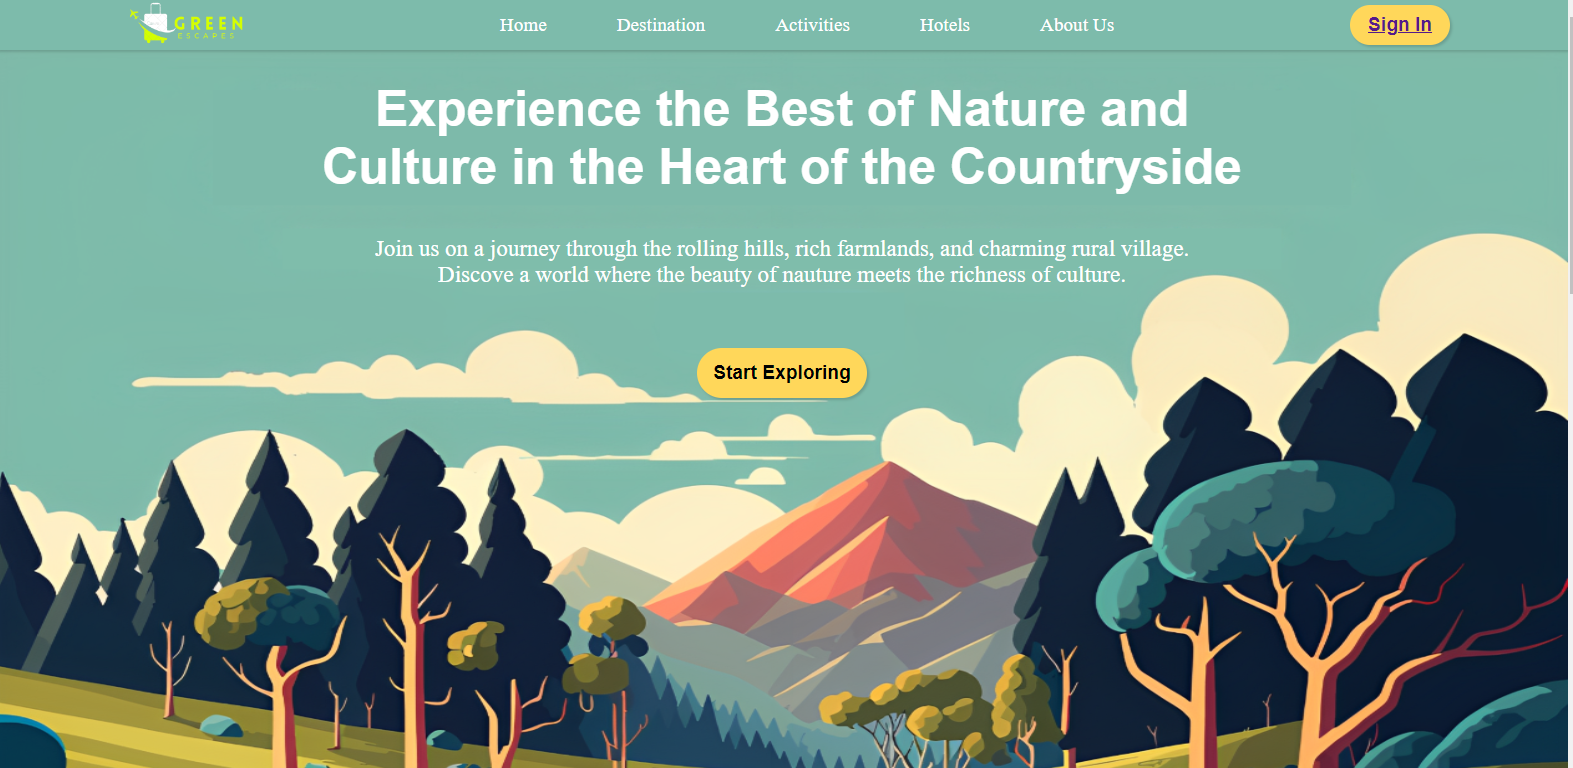 GREEN
ESCAPES
Home
Destination
Activities
Hotels
About Us
Sign In
Experience the Best of Nature and
Culture in the Heart of the Countryside
Join us on a journey through the rolling hills, rich farmlands, and charming rural village.
Discove a world where the beauty of nauture meets the richness of culture.
Start Exploring